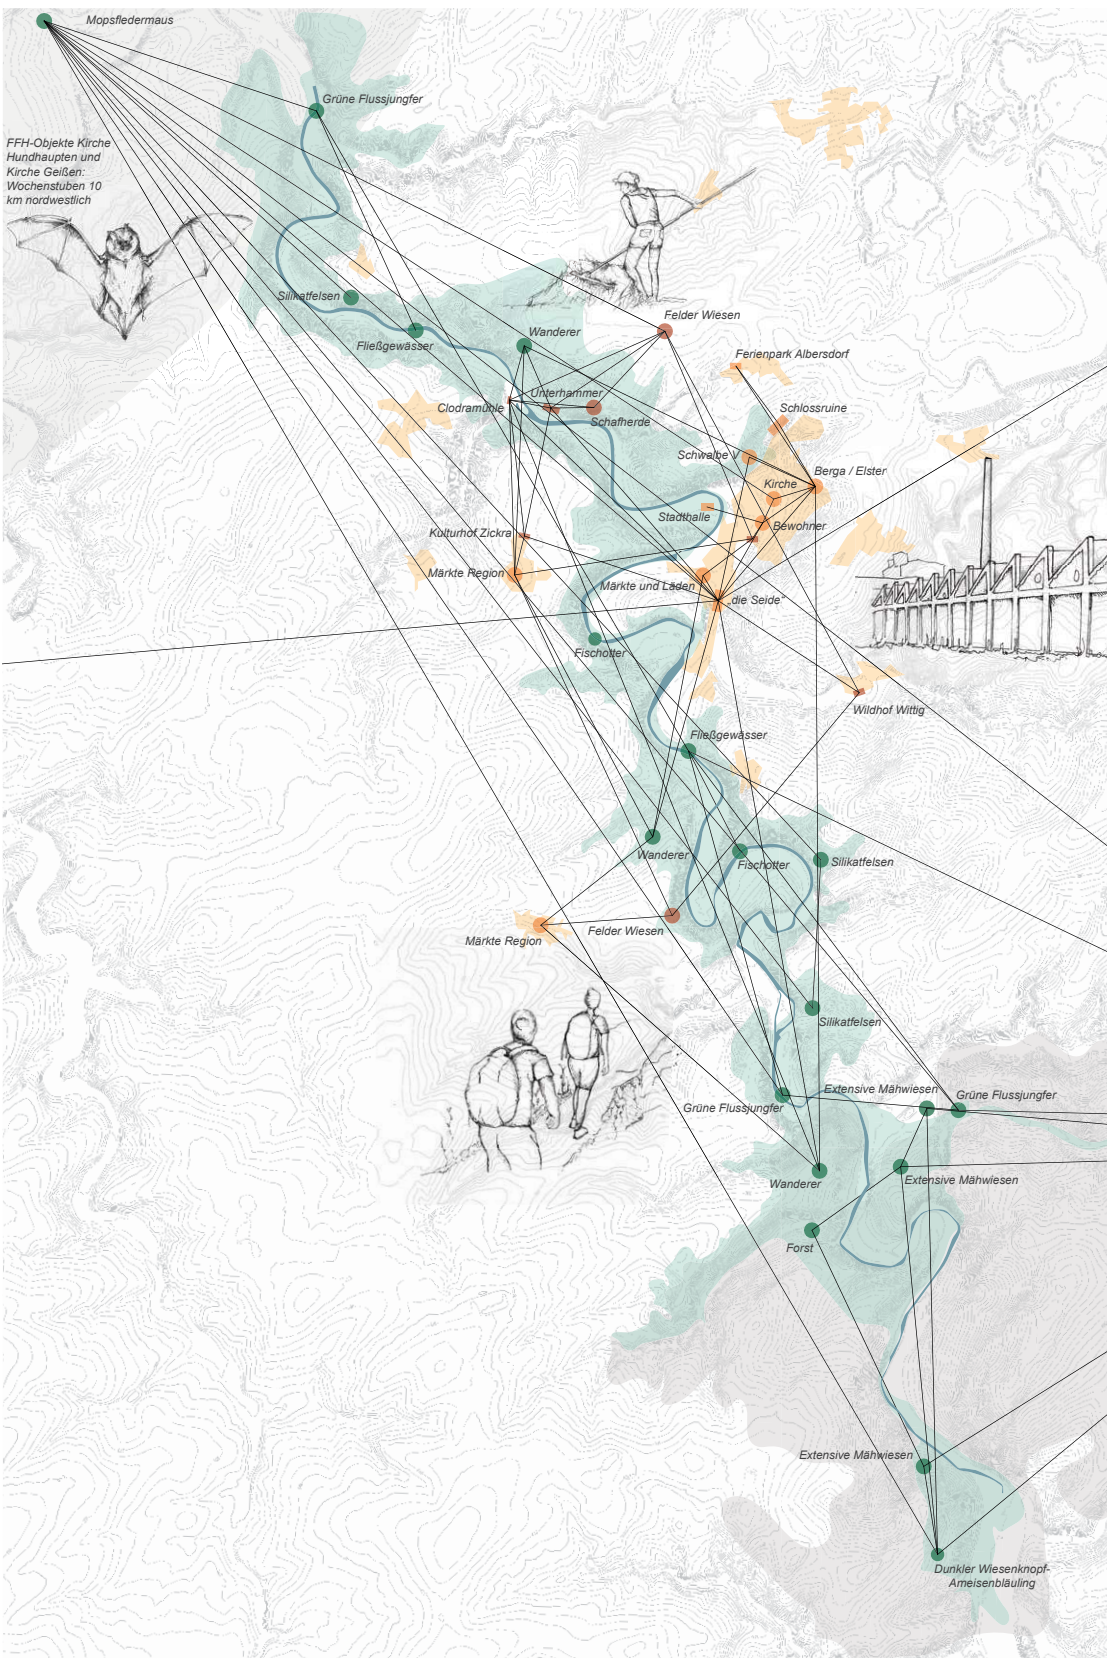 Mopsfledermaus
Grüne Flussjungfer
FFH-Objekte Kirche
Hundhaupten und
Kirche Geißen:
Wochenstuben 10
km nordwestlich
Silikatfelsen
Fließgewässer
Wanderer
Felder Wiesen
Ferienpark Albersdorf
Unterhammer
Clodramühle
Schafherde
Schlossruine
Schwalbe V
Berga / Elster
Kirche
Stadthalle
Bewohner
Kulturhof Zickra
Märkte Region
Märkte und Läden
„die Seide“
Fischotter
Wildhof Wittig
Fließgewässer
Wanderer
Fischotter
Silikatfelsen
Felder Wiesen
Märkte Region
Silikatfelsen
Extensive Mähwiesen
Grüne Flussjungfer
Grüne Flussjungfer
Wanderer
Extensive Mähwiesen
Forst
Extensive Mähwiesen
Dunkler Wiesenknopf-
Ameisenbläuling